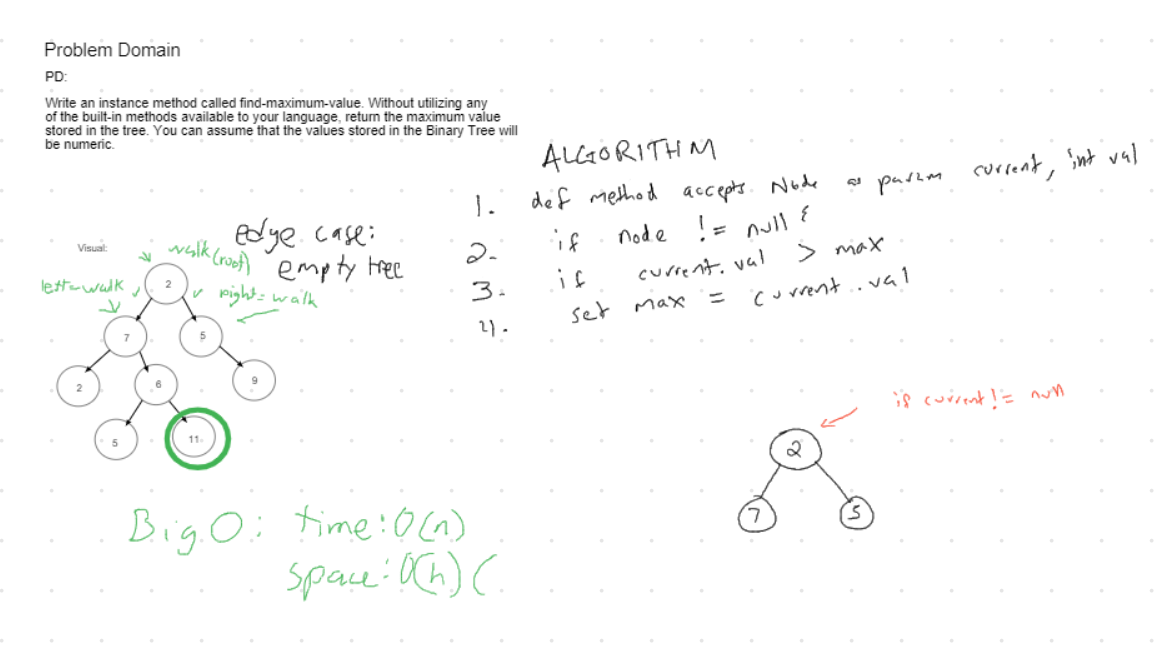 Problem Domain
PD:
Write an instance method called find-maximum-value. Without utilizing any
of the built-in methods available to your language, return the maximum value
stored in the tree. You can assume that the values stored in the Binary Tree will
be numeric.
ALGORITHM
1. def method accepts Node as param current, int val
2. if node != null {
3. if current.val > max
4. set max = current.val
Visual:
edge case:
empty tree
walk(root)
left=walk
right=walk
2
7
5
2
6
9
5
11
if current != null
2
7
5
Big O: time: O(n)
space: O(h) (